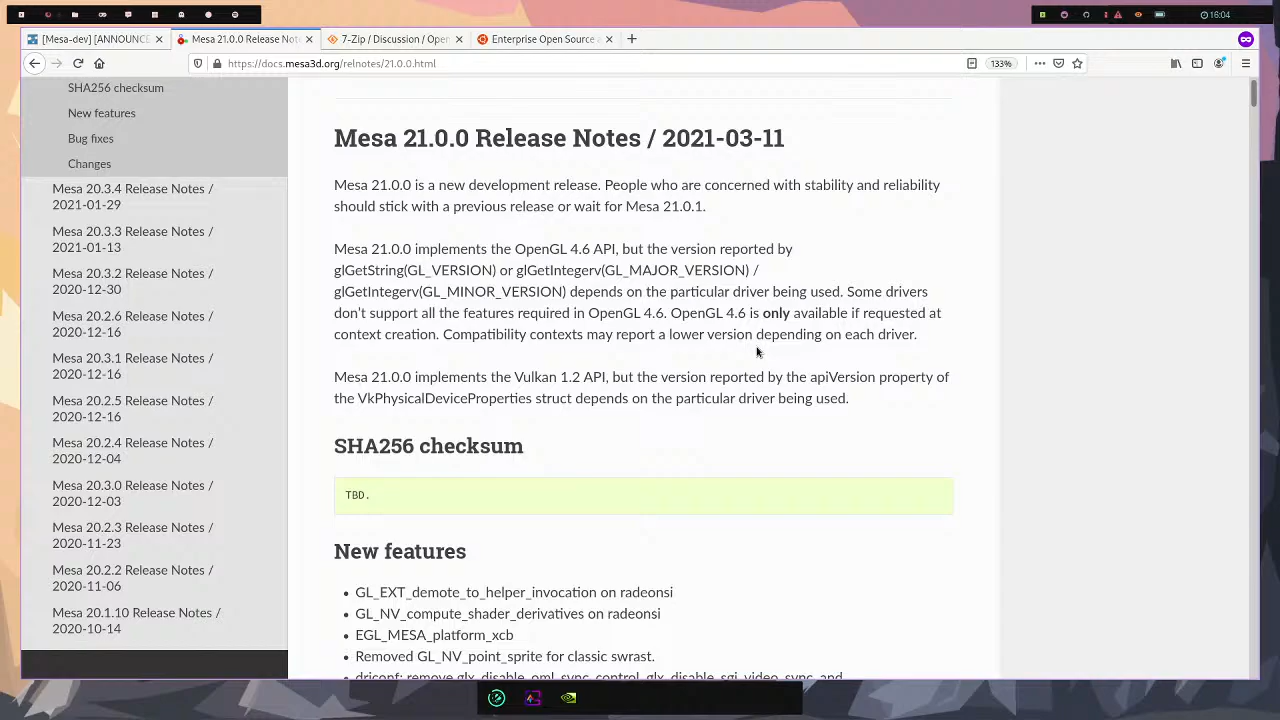 16:04
[Mesa-dev] [ANNOUNCE
Mesa 21.0.0 Release Not
7-Zip / Discussion / Open
Enterprise Open Source a
https://docs.mesa3d.org/relnotes/21.0.0.html
133%
SHA256 checksum
New features
Bug fixes
Changes
Mesa 20.3.4 Release Notes /
2021-01-29
Mesa 20.3.3 Release Notes /
2021-01-13
Mesa 20.3.2 Release Notes /
2020-12-30
Mesa 20.2.6 Release Notes /
2020-12-16
Mesa 20.3.1 Release Notes /
2020-12-16
Mesa 20.2.5 Release Notes /
2020-12-16
Mesa 20.2.4 Release Notes /
2020-12-04
Mesa 20.3.0 Release Notes /
2020-12-03
Mesa 20.2.3 Release Notes /
2020-11-23
Mesa 20.2.2 Release Notes /
2020-11-06
Mesa 20.1.10 Release Notes /
2020-10-14
Mesa 21.0.0 Release Notes / 2021-03-11
Mesa 21.0.0 is a new development release. People who are concerned with stability and reliability
should stick with a previous release or wait for Mesa 21.0.1.
Mesa 21.0.0 implements the OpenGL 4.6 API, but the version reported by
glGetString(GL_VERSION) or glGetIntegerv(GL_MAJOR_VERSION) /
glGetIntegerv(GL_MINOR_VERSION) depends on the particular driver being used. Some drivers
don't support all the features required in OpenGL 4.6. OpenGL 4.6 is only available if requested at
context creation. Compatibility contexts may report a lower version depending on each driver.
Mesa 21.0.0 implements the Vulkan 1.2 API, but the version reported by the apiVersion property of
the VkPhysicalDeviceProperties struct depends on the particular driver being used.
SHA256 checksum
TBD.
New features
• GL_EXT_demote_to_helper_invocation on radeonsi
• GL_NV_compute_shader_derivatives on radeonsi
• EGL_MESA_platform_xcb
• Removed GL_NV_point_sprite for classic swrast.
• driconf: remove glx_disable_oml_sync_control, glx_disable_sgi_video_sync, and